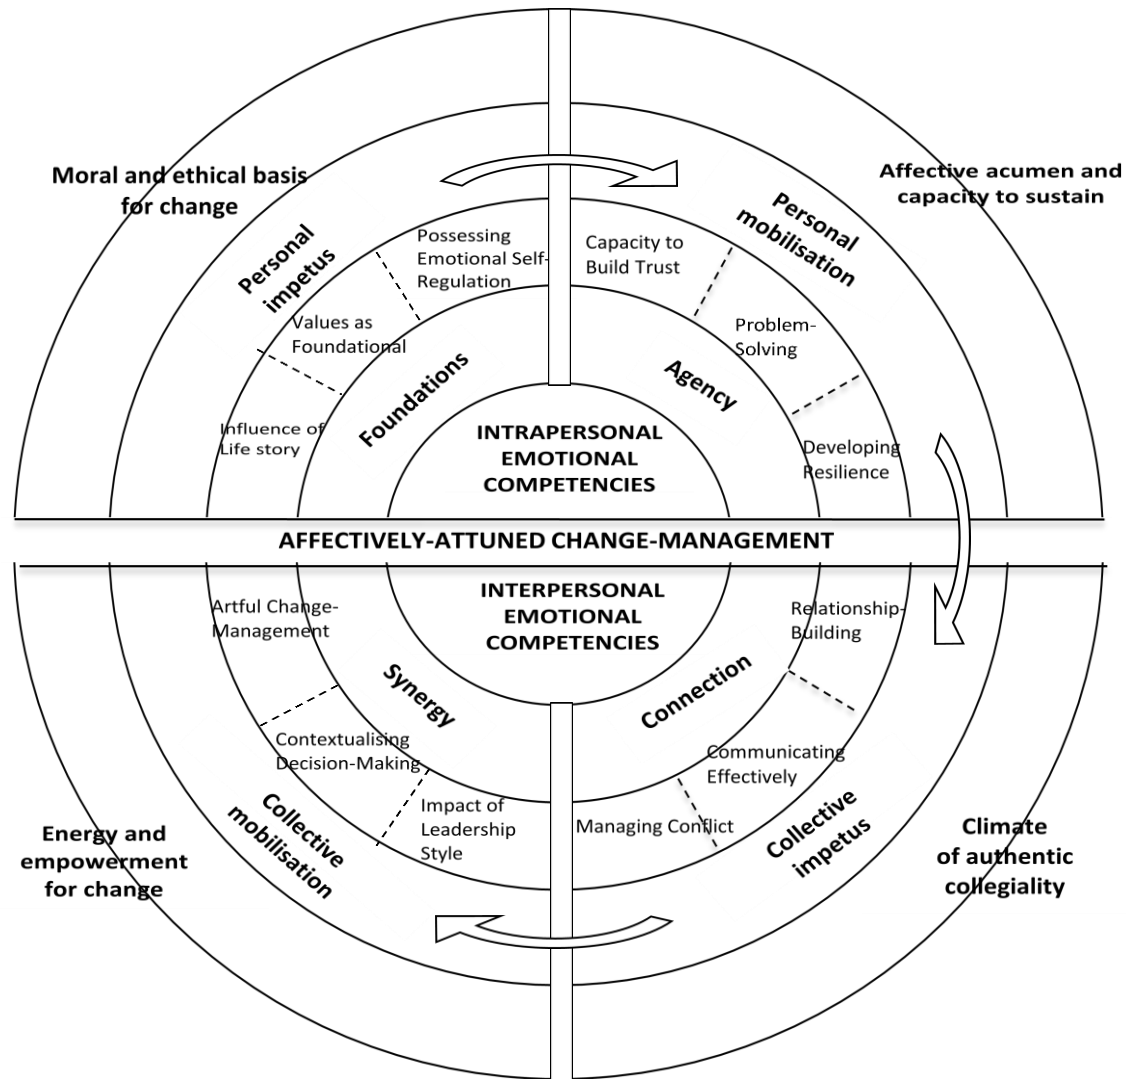 Moral and ethical basis
for change
Affective acumen and
capacity to sustain
Personal
impetus
Personal
mobilisation
Possessing
Emotional Self-
Regulation
Capacity to
Build Trust
Values as
Foundational
Problem-
Solving
Influence of
Life story
Developing
Resilience
Foundations
Agency
INTRAPERSONAL
EMOTIONAL
COMPETENCIES
AFFECTIVELY-ATTUNED CHANGE-MANAGEMENT
INTERPERSONAL
EMOTIONAL
COMPETENCIES
Artful Change-
Management
Relationship-
Building
Synergy
Connection
Contextualising
Decision-Making
Communicating
Effectively
Impact of
Leadership
Style
Managing Conflict
Collective
mobilisation
Collective
impetus
Energy and
empowerment
for change
Climate
of authentic
collegiality